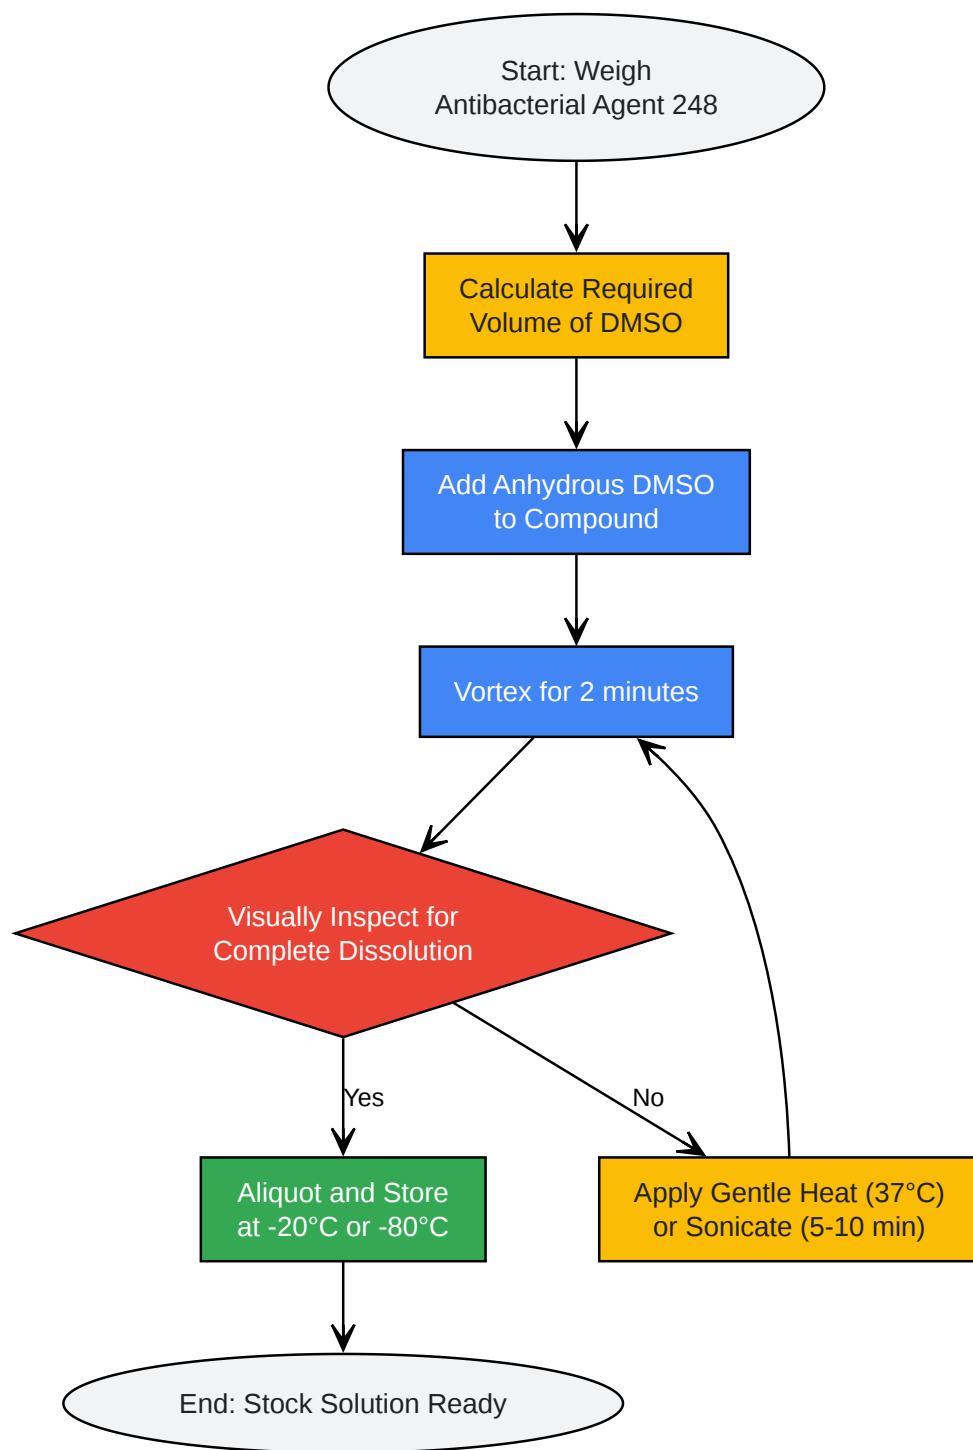 Start: Weigh
Antibacterial Agent 248
Calculate Required
Volume of DMSO
Add Anhydrous DMSO
to Compound
Vortex for 2 minutes
Visually Inspect for
Complete Dissolution
Yes
No
Aliquot and Store
at -20°C or -80°C
Apply Gentle Heat (37°C)
or Sonicate (5-10 min)
End: Stock Solution Ready